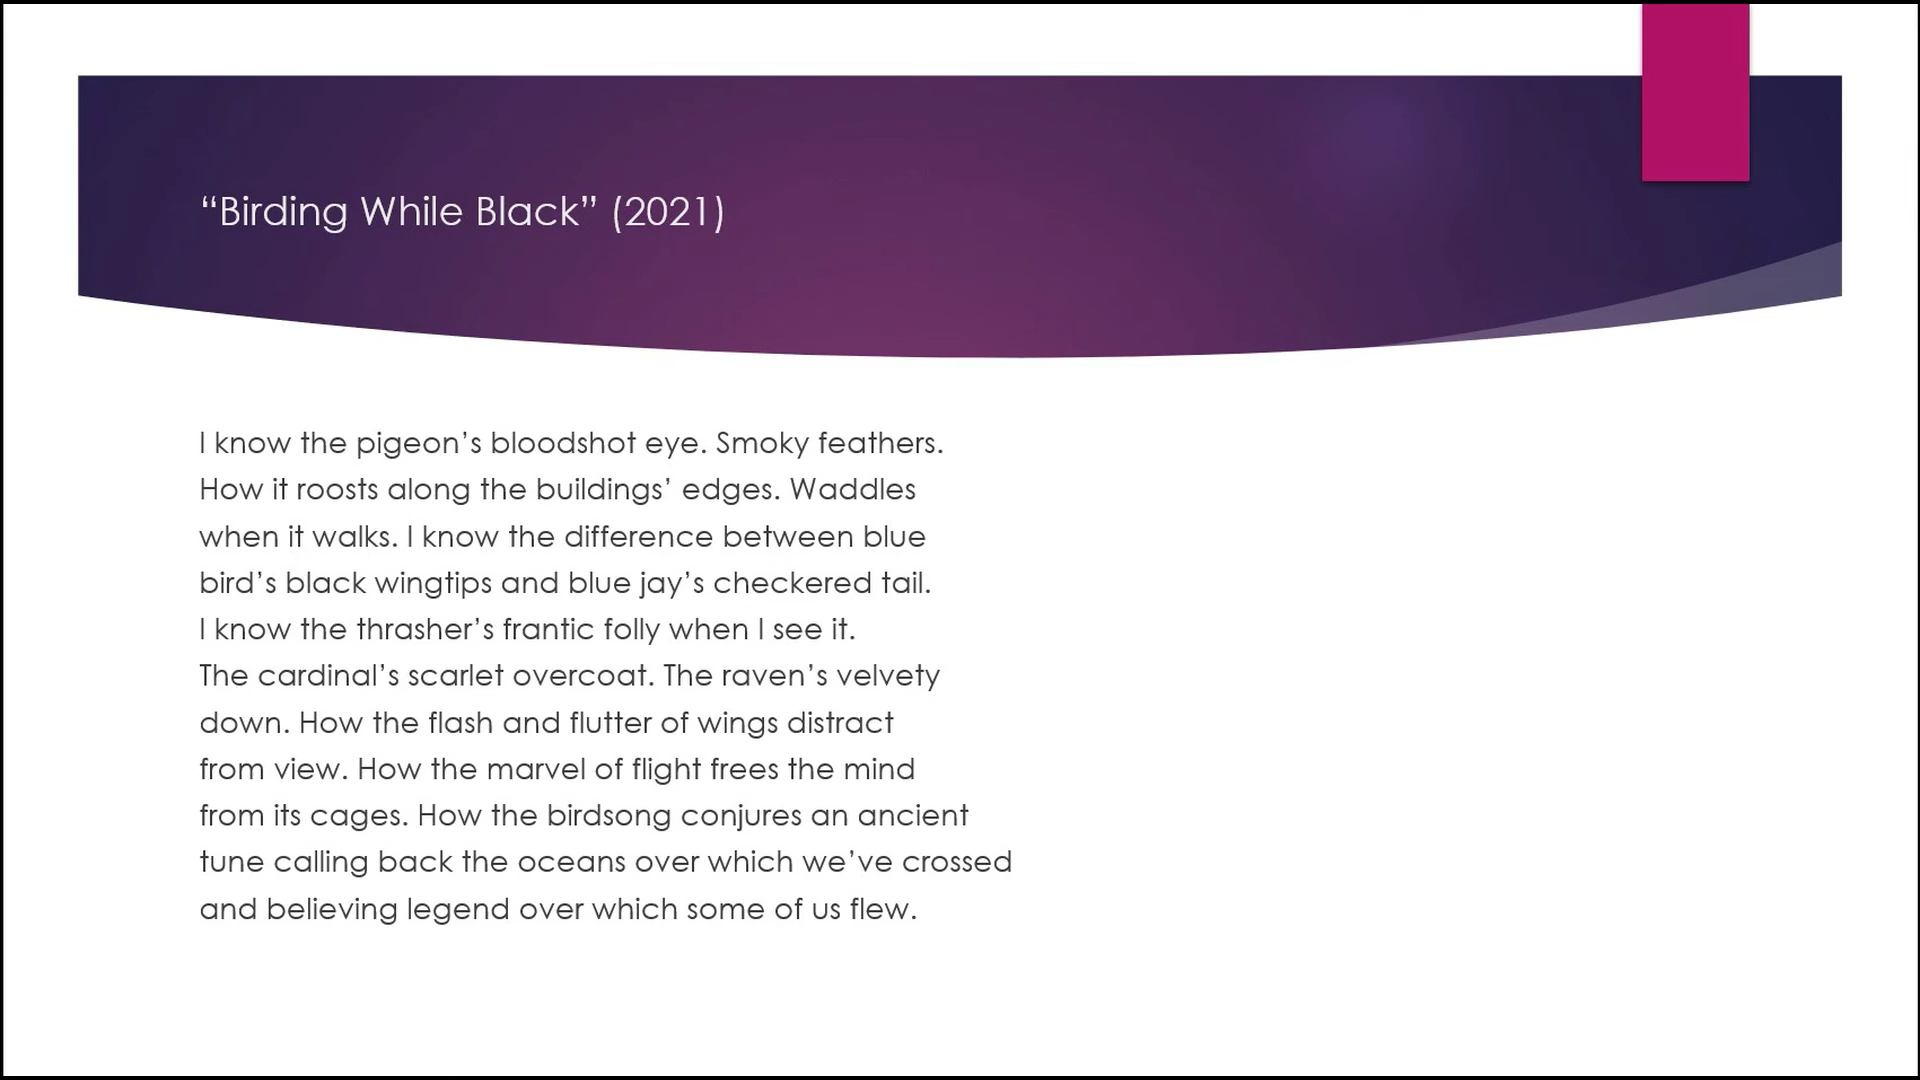 “Birding While Black” (2021)
I know the pigeon’s bloodshot eye. Smoky feathers.
How it roosts along the buildings’ edges. Waddles
when it walks. I know the difference between blue
bird’s black wingtips and blue jay’s checkered tail.
I know the thrasher’s frantic folly when I see it.
The cardinal’s scarlet overcoat. The raven’s velvety
down. How the flash and flutter of wings distract
from view. How the marvel of flight frees the mind
from its cages. How the birdsong conjures an ancient
tune calling back the oceans over which we’ve crossed
and believing legend over which some of us flew.